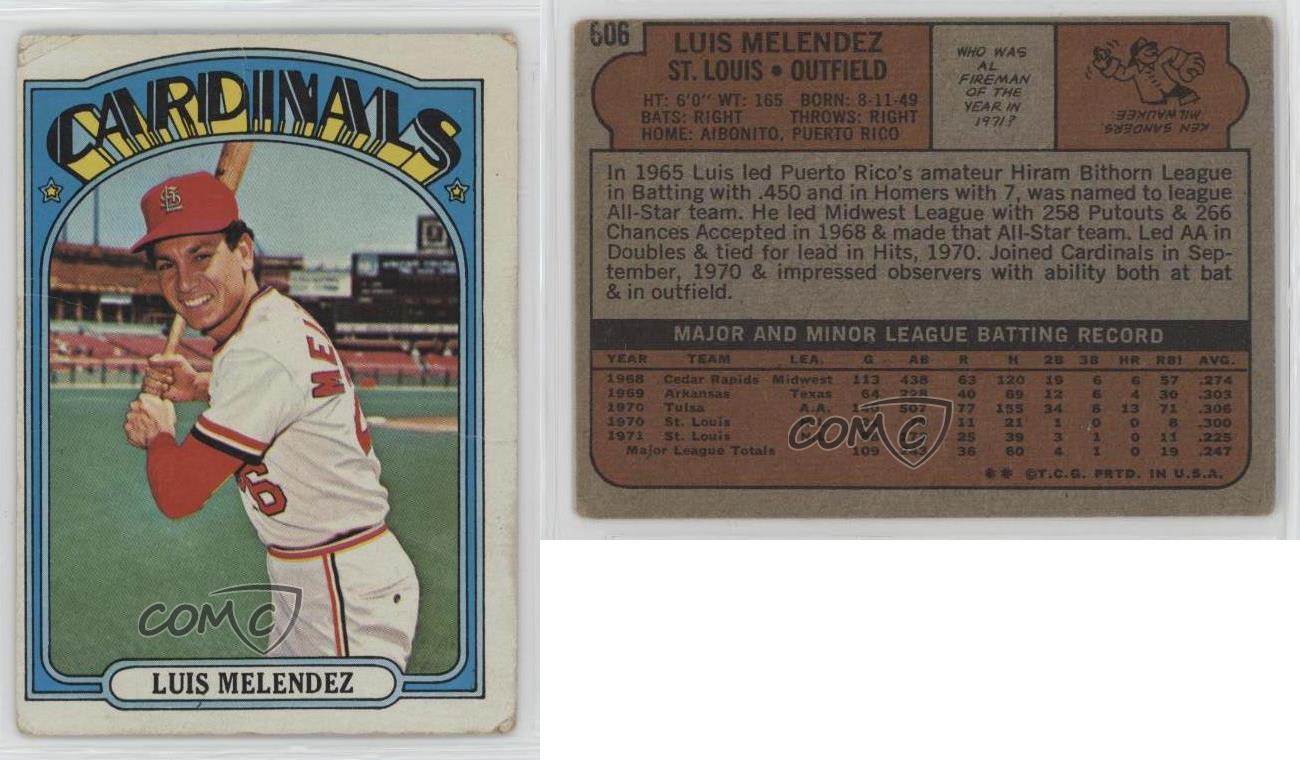 CARDINALS
STL
MEL
6
COMC
LUIS MELENDEZ
606
LUIS MELENDEZ
ST. LOUIS • OUTFIELD
HT: 6'0" WT: 165 BORN: 8-11-49
BATS: RIGHT THROWS: RIGHT
HOME: AIBONITO, PUERTO RICO
WHO WAS
AL
FIREMAN
OF THE
YEAR IN
1971?
KEN SANDERS
MILWAUKEE
In 1965 Luis led Puerto Rico's amateur Hiram Bithorn League
in Batting with .450 and in Homers with 7, was named to league
All-Star team. He led Midwest League with 258 Putouts & 266
Chances Accepted in 1968 & made that All-Star team. Led AA in
Doubles & tied for lead in Hits, 1970. Joined Cardinals in Sep-
tember, 1970 & impressed observers with ability both at bat
& in outfield.
MAJOR AND MINOR LEAGUE BATTING RECORD
YEAR TEAM LEA. G AB R H 2B 3B HR RBI AVG.
1968 Cedar Rapids Midwest 113 438 63 120 19 6 6 57 .274
1969 Arkansas Texas 64 228 40 69 12 6 4 30 .303
1970 Tulsa A.A. 507 77 155 34 8 13 71 .306
1970 St. Louis 11 21 1 0 0 8 .300
1971 St. Louis 25 39 3 1 0 11 .225
Major League Totals 109 243 36 60 4 1 0 19 .247
** ©T.C.G. PRTD. IN U.S.A.
COMC